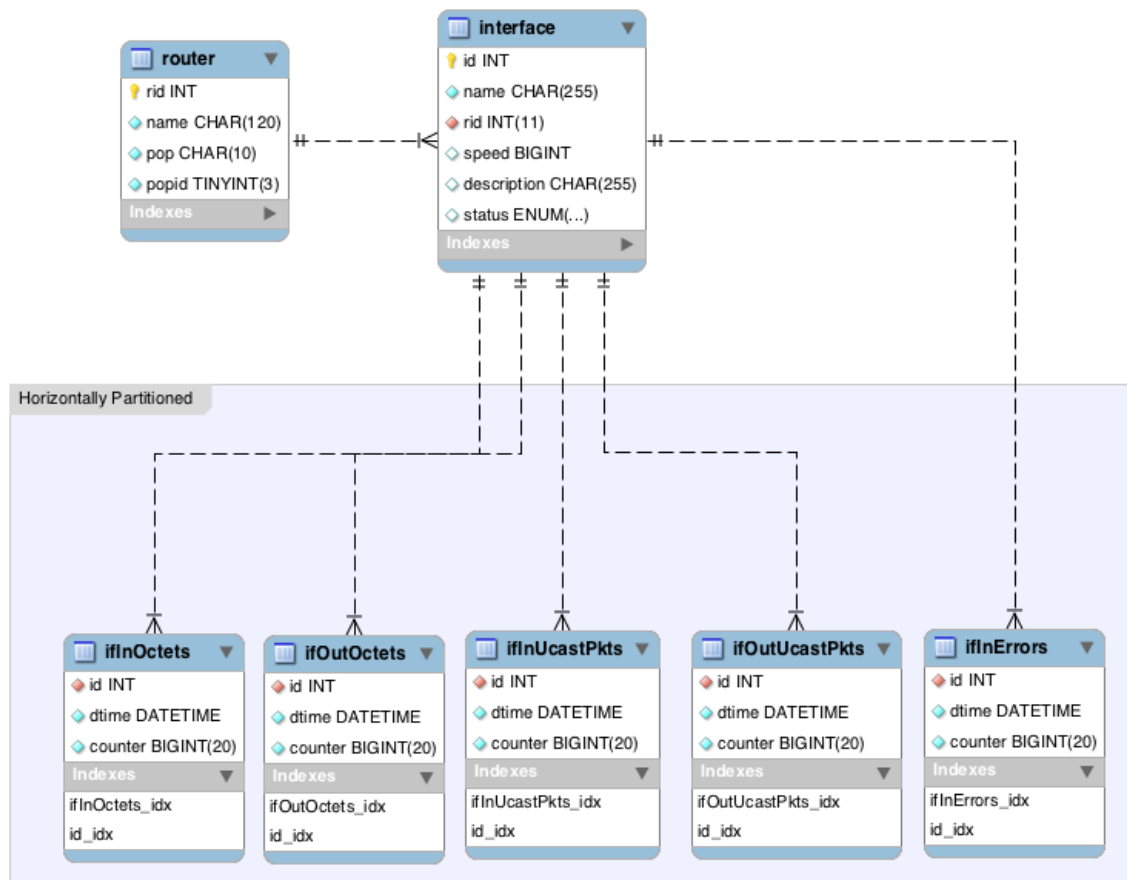 router
rid INT
name CHAR(120)
pop CHAR(10)
popid TINYINT(3)
Indexes
interface
id INT
name CHAR(255)
rid INT(11)
speed BIGINT
description CHAR(255)
status ENUM(...)
Indexes
Horizontally Partitioned
ifInOctets
id INT
dtime DATETIME
counter BIGINT(20)
Indexes
ifInOctets_idx
id_idx
ifOutOctets
id INT
dtime DATETIME
counter BIGINT(20)
Indexes
ifOutOctets_idx
id_idx
ifInUcastPkts
id INT
dtime DATETIME
counter BIGINT(20)
Indexes
ifInUcastPkts_idx
id_idx
ifOutUcastPkts
id INT
dtime DATETIME
counter BIGINT(20)
Indexes
ifOutUcastPkts_idx
id_idx
ifInErrors
id INT
dtime DATETIME
counter BIGINT(20)
Indexes
ifInErrors_idx
id_idx